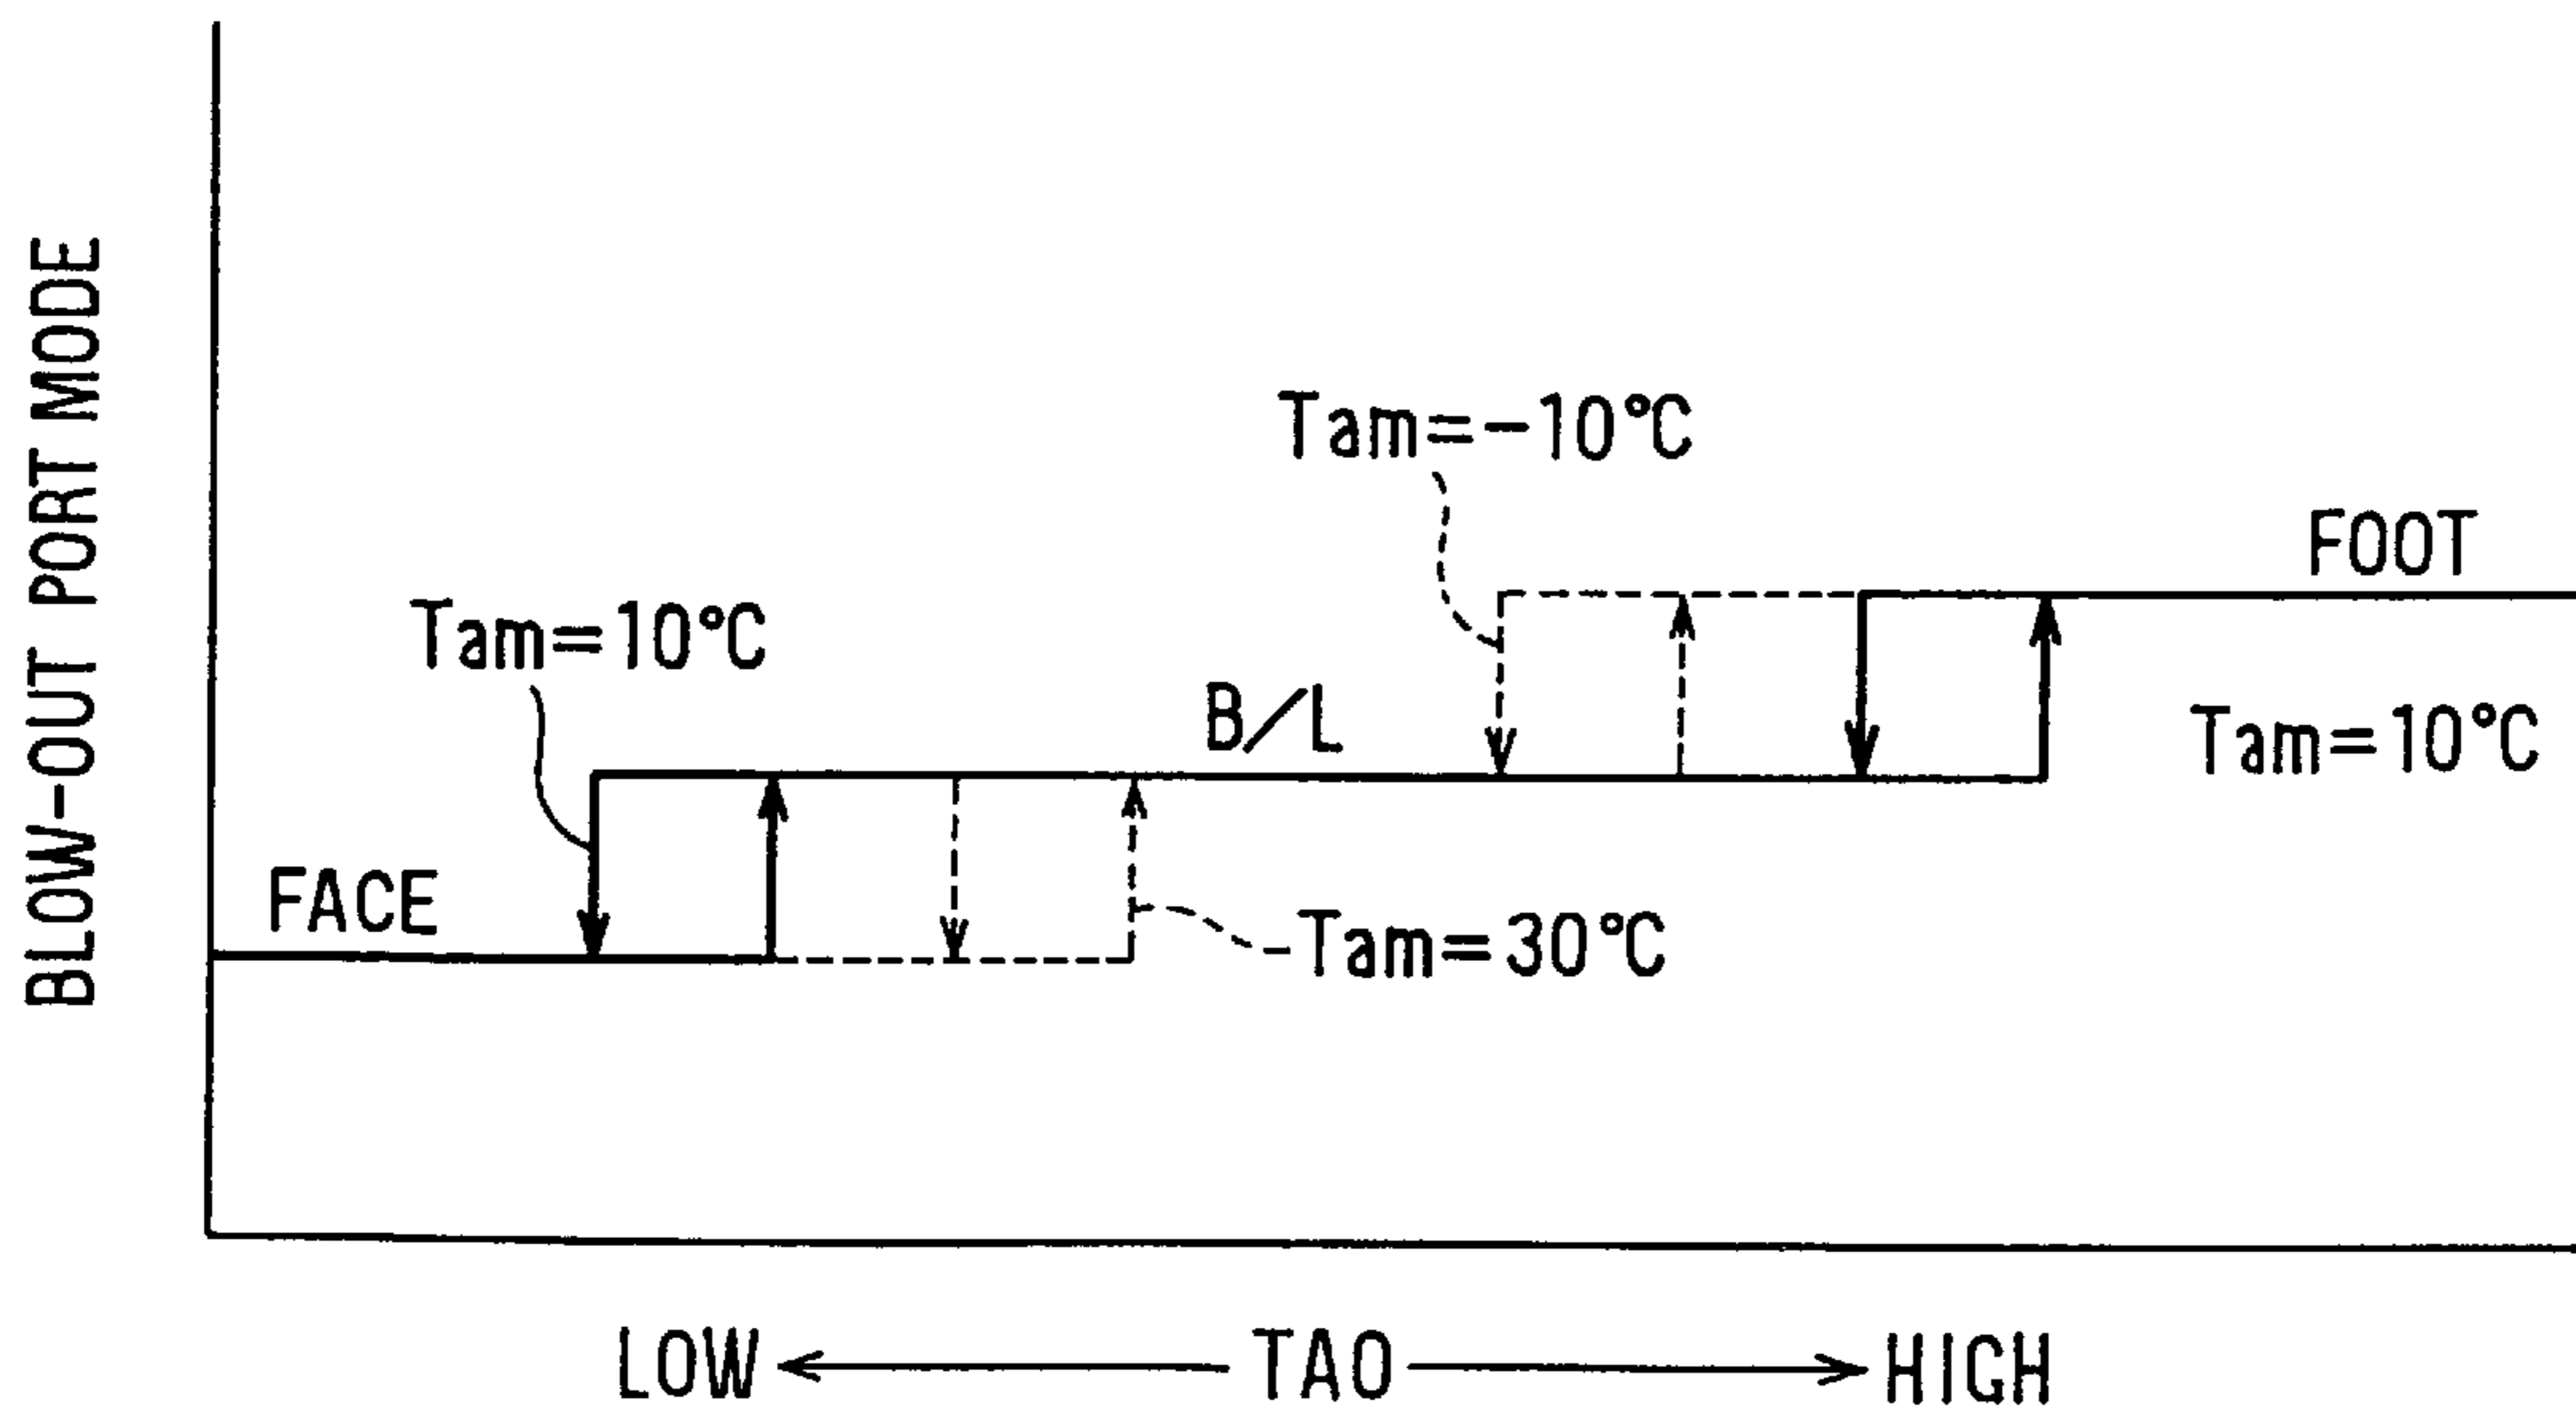 BLOW-OUT PORT MODE
Tam=-10°C
FOOT
Tam=10°C
B/L
Tam=10°C
FACE
Tam=30°C
LOW TAO HIGH